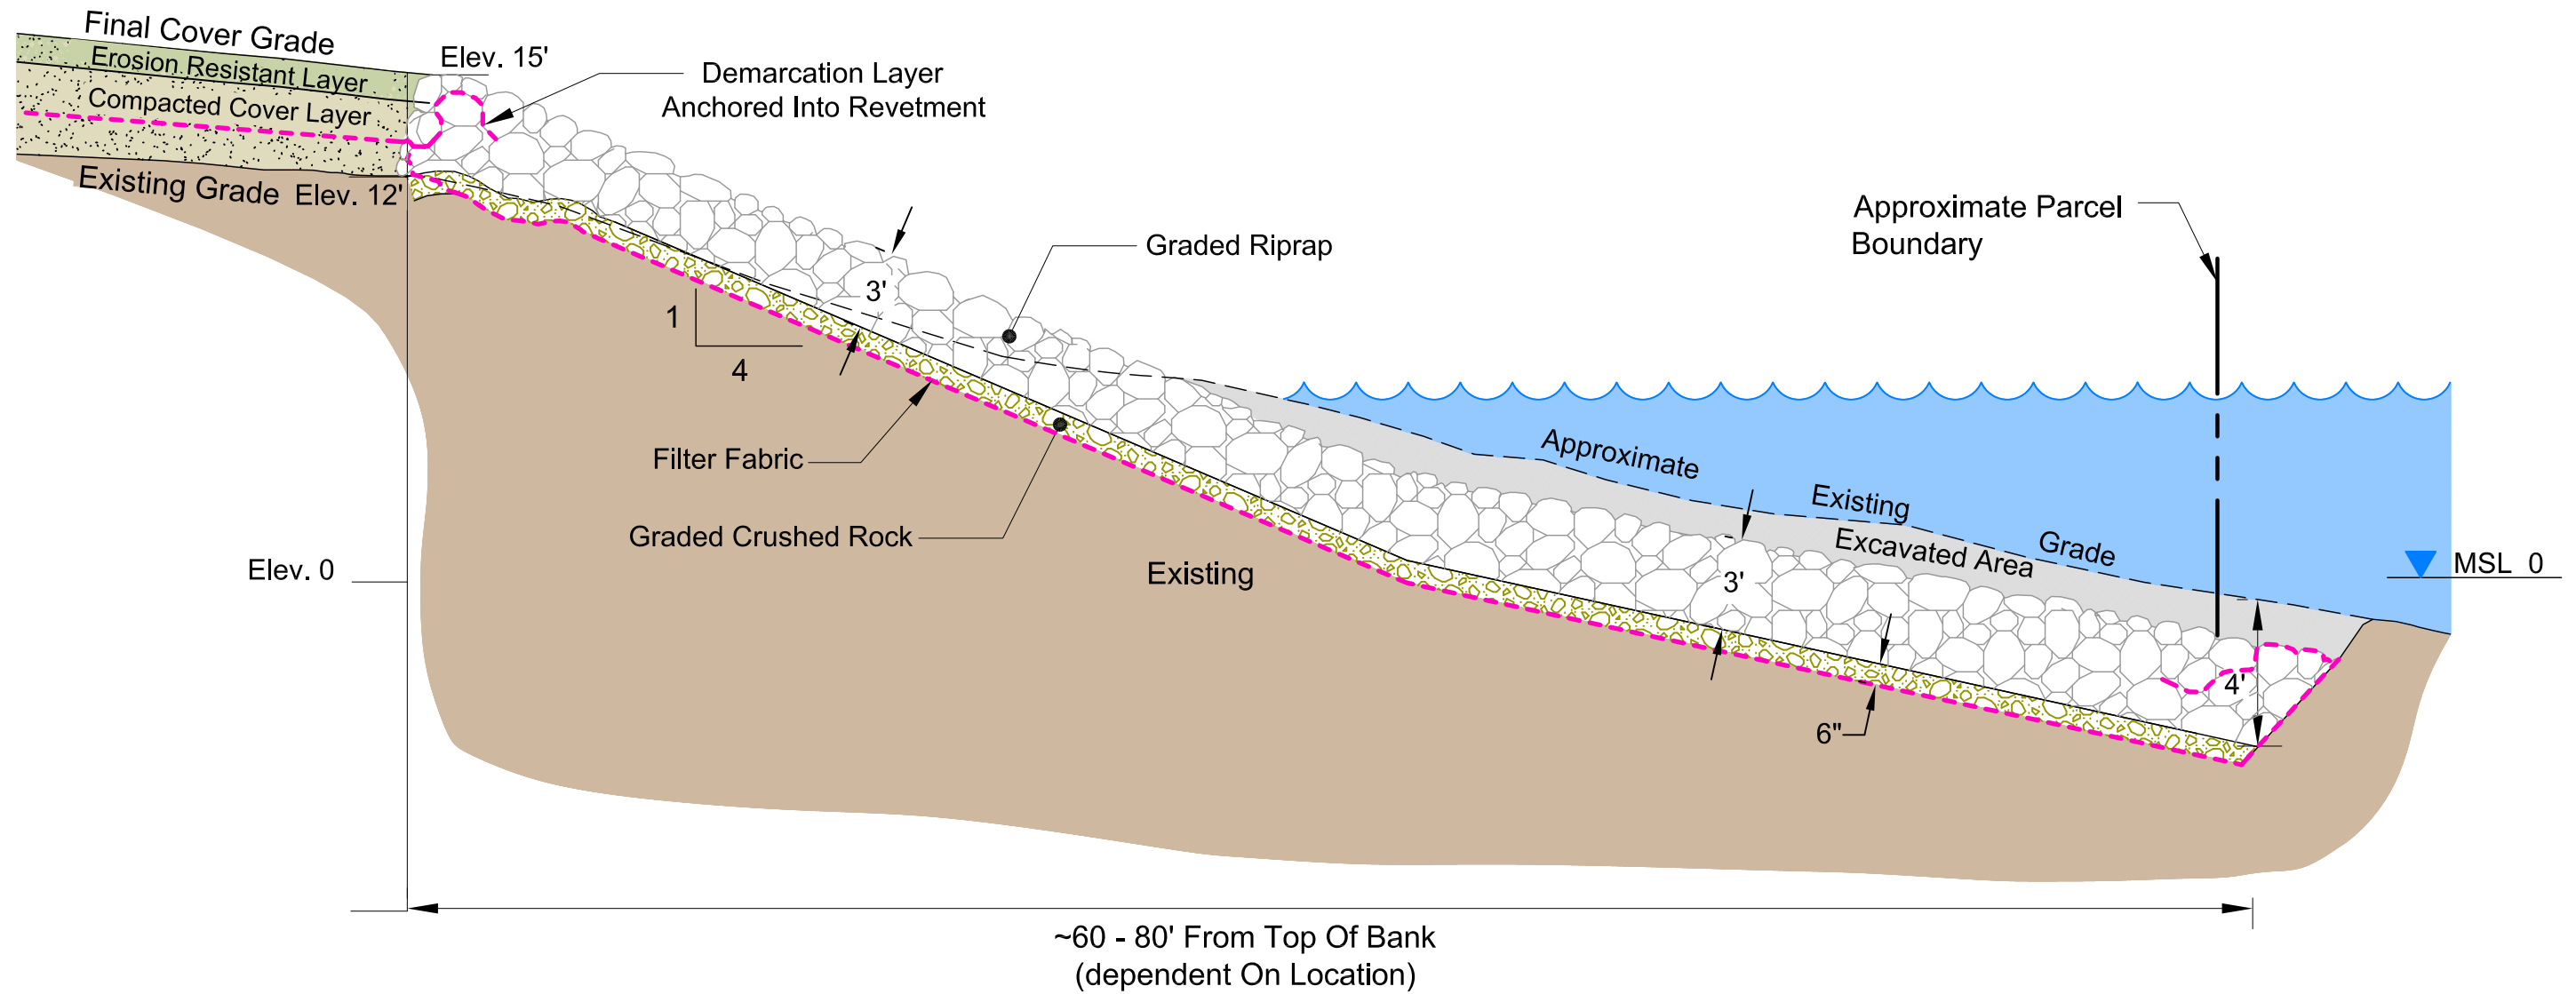 Final Cover Grade
Erosion Resistant Layer
Compacted Cover Layer
Existing Grade Elev. 12'
Elev. 15'
Demarcation Layer
Anchored Into Revetment
3'
Graded Riprap
1
4
Filter Fabric
Graded Crushed Rock
Existing
Elev. 0
Approximate Parcel
Boundary
Approximate Existing Grade
Excavated Area
3'
6"
4'
MSL 0
~60 - 80' From Top Of Bank
(dependent On Location)